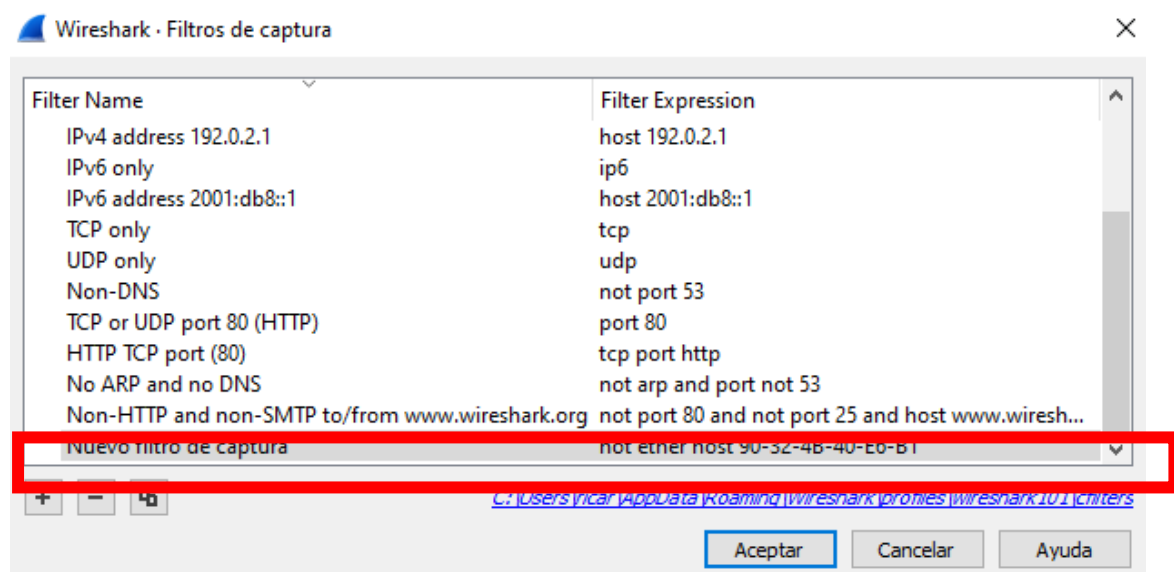 Wireshark · Filtros de captura
Filter Name Filter Expression
IPv4 address 192.0.2.1 host 192.0.2.1
IPv6 only ip6
IPv6 address 2001:db8::1 host 2001:db8::1
TCP only tcp
UDP only udp
Non-DNS not port 53
TCP or UDP port 80 (HTTP) port 80
HTTP TCP port (80) tcp port http
No ARP and no DNS not arp and port not 53
Non-HTTP and non-SMTP to/from www.wireshark.org not port 80 and not port 25 and host www.wiresh...
Nuevo filtro de captura not ether host 90-32-4B-40-E6-B1
C:\Users\ricar\AppData\Roaming\Wireshark\profiles\wireshark101\cfilters
Aceptar Cancelar Ayuda